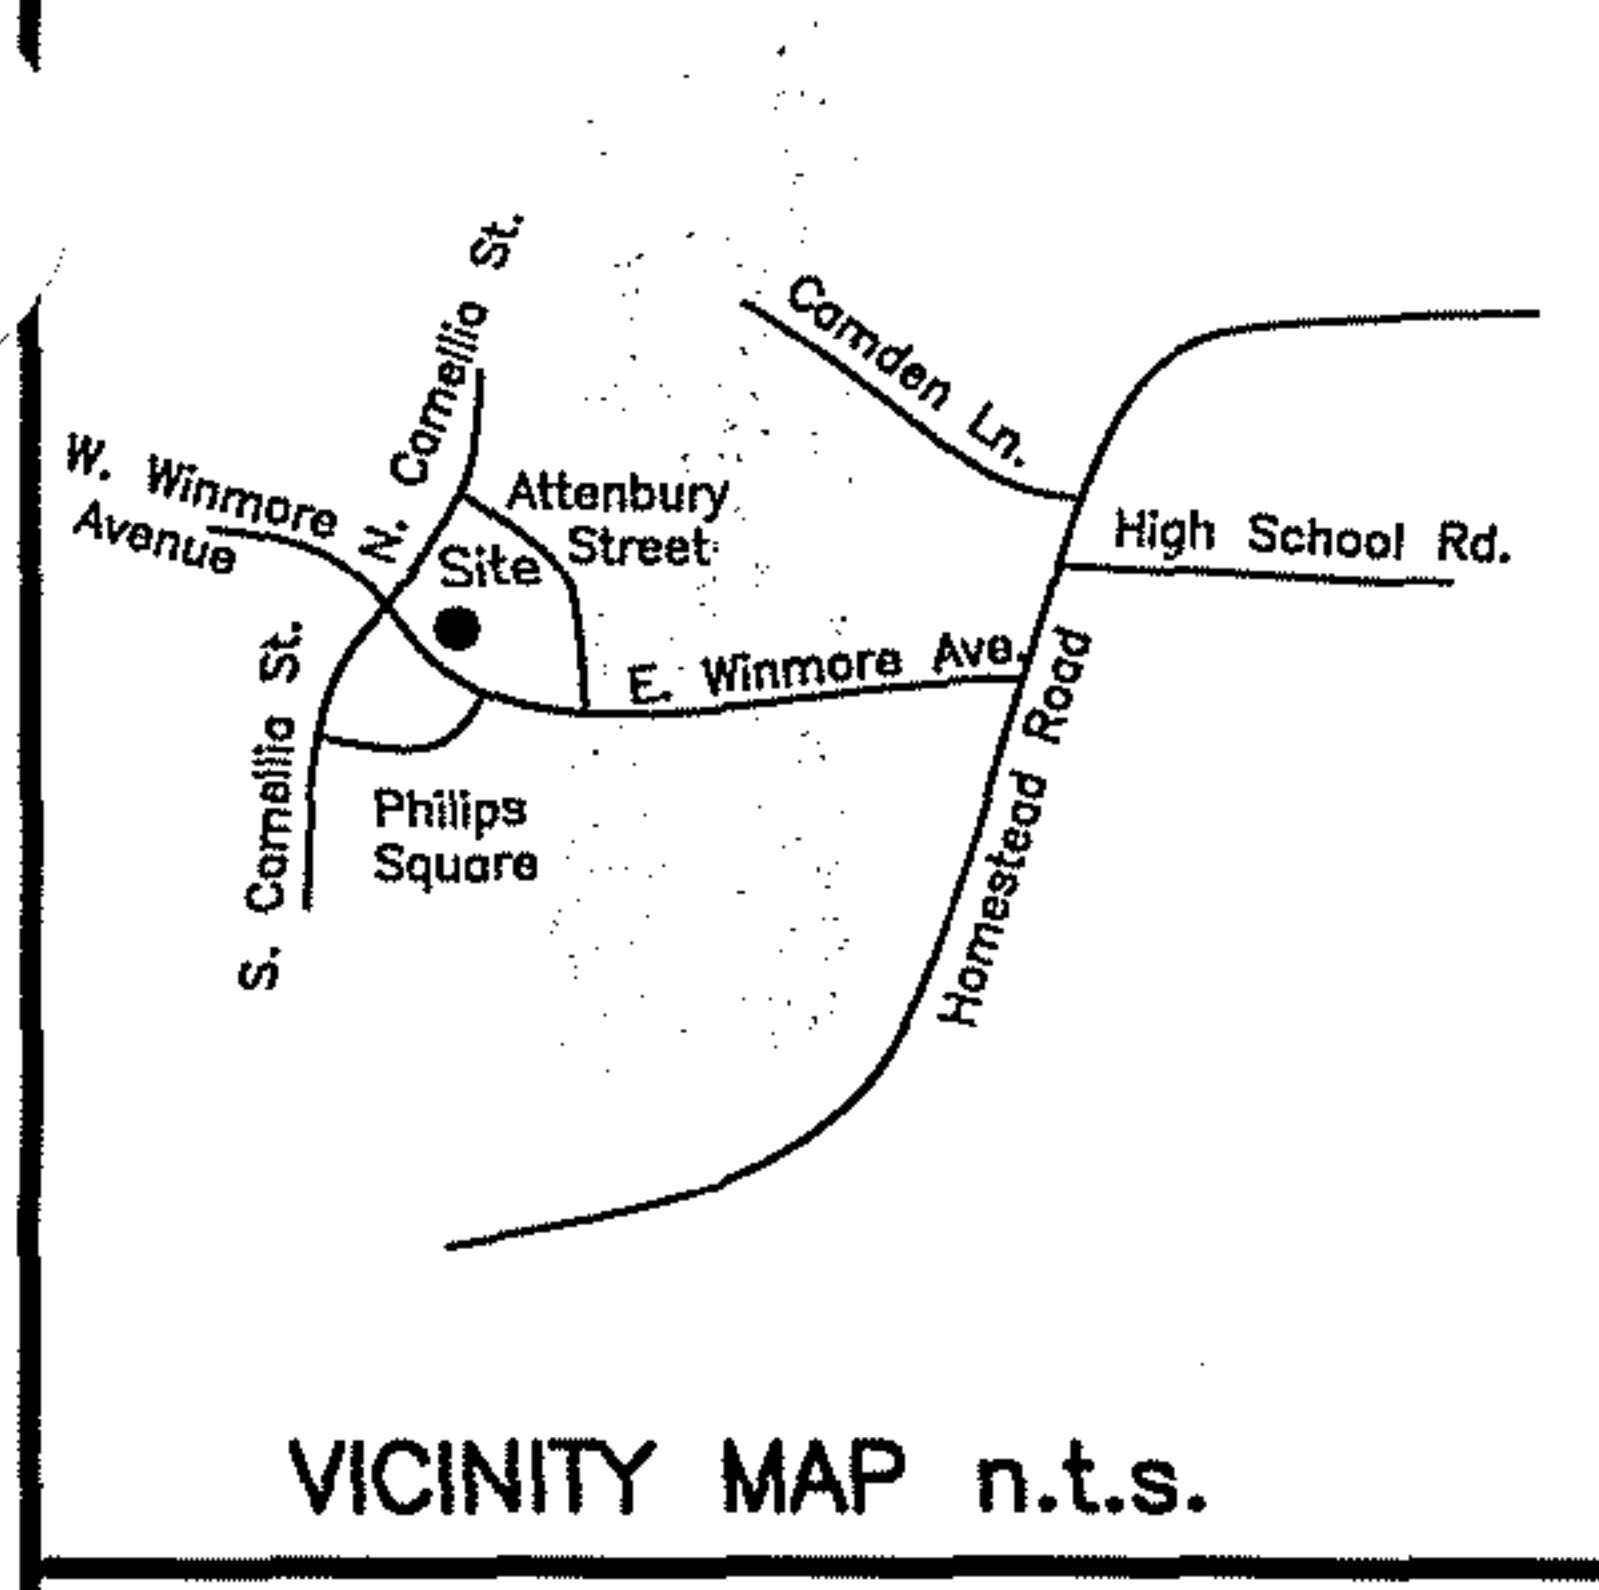 N. Camellia St.
Camden Ln.
W. Winmore
Avenue
Attenbury
Street
High School Rd.
Site
E. Winmore Ave.
S. Camellia St.
Homestead Road
Philips
Square
VICINITY MAP n.t.s.